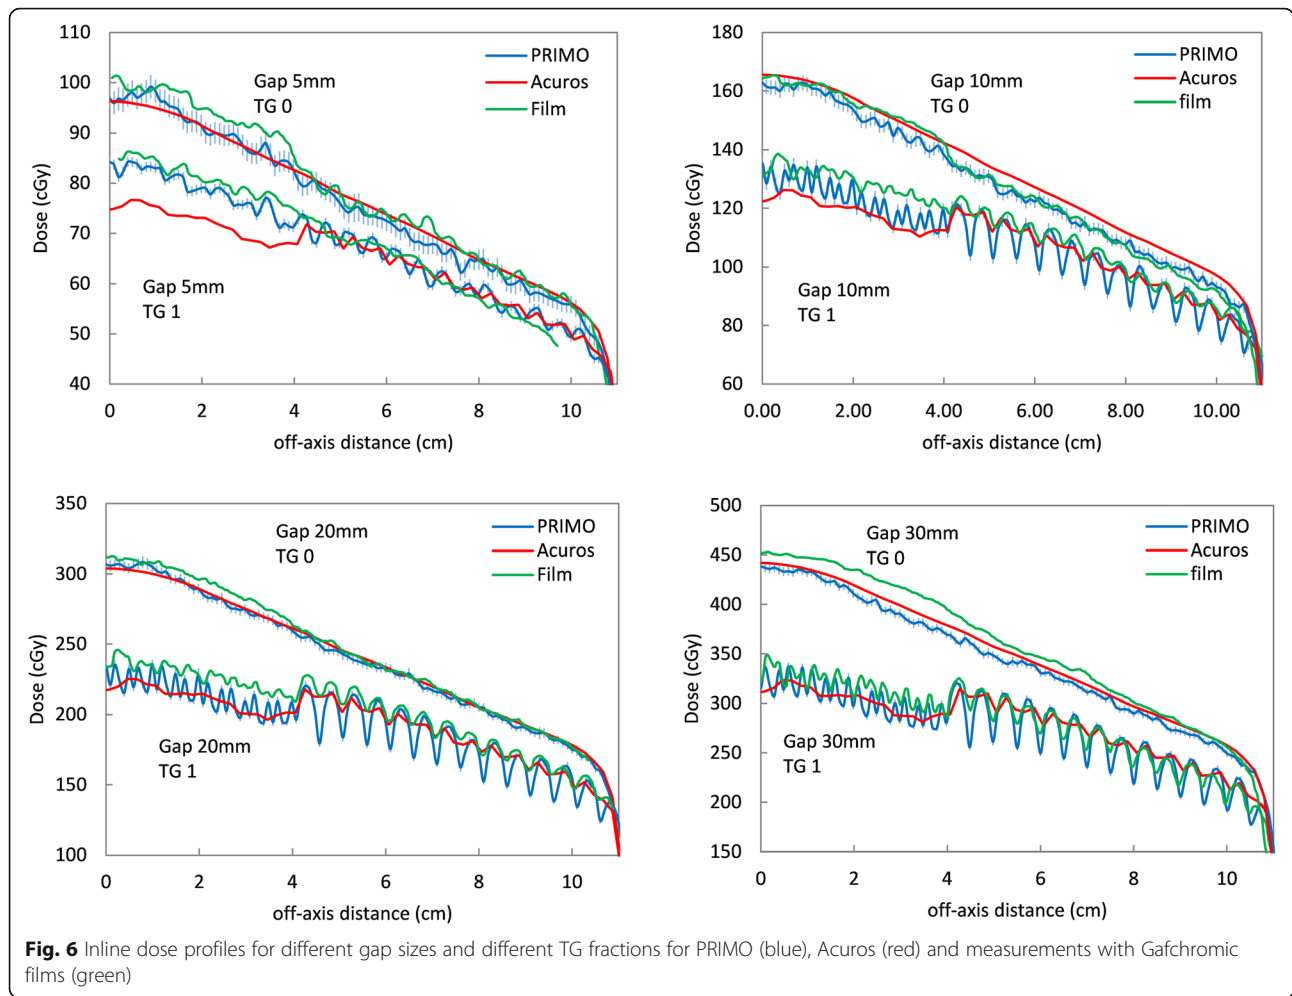 110
100
90
80
70
60
50
40
Dose (cGy)
0 2 4 6 8 10
off-axis distance (cm)
Gap 5mm
TG 0
Gap 5mm
TG 1
PRIMO
Acuros
Film
180
160
140
120
100
80
60
Dose (cGy)
0.00 2.00 4.00 6.00 8.00 10.00
off-axis distance (cm)
Gap 10mm
TG 0
Gap 10mm
TG 1
PRIMO
Acuros
film
350
300
250
200
150
100
Dose (cGy)
0 2 4 6 8 10
off-axis distance (cm)
Gap 20mm
TG 0
Gap 20mm
TG 1
PRIMO
Acuros
Film
500
450
400
350
300
250
200
150
Dose (cGy)
0 2 4 6 8 10
off-axis distance (cm)
Gap 30mm
TG 0
Gap 30mm
TG 1
PRIMO
Acuros
film
Fig. 6 Inline dose profiles for different gap sizes and different TG fractions for PRIMO (blue), Acuros (red) and measurements with Gafchromic
films (green)